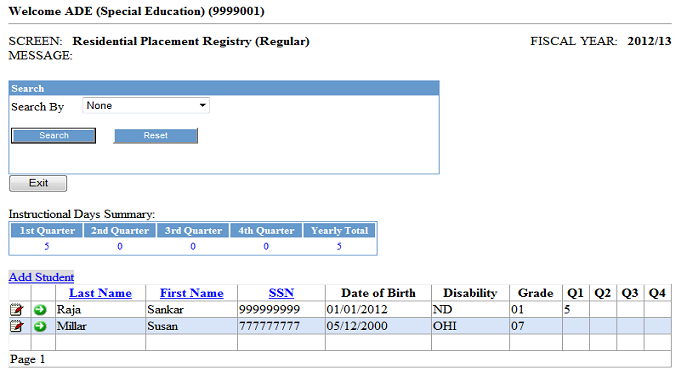 Welcome ADE (Special Education) (9999001)
SCREEN: Residential Placement Registry (Regular) FISCAL YEAR: 2012/13
MESSAGE:
Search
Search By None
Search Reset
Exit
Instructional Days Summary:
1st Quarter 2nd Quarter 3rd Quarter 4th Quarter Yearly Total
5 0 0 0 5
Add Student
Last Name First Name SSN Date of Birth Disability Grade Q1 Q2 Q3 Q4
Raja Sankar 999999999 01/01/2012 ND 01 5
Millar Susan 777777777 05/12/2000 OHI 07
Page 1